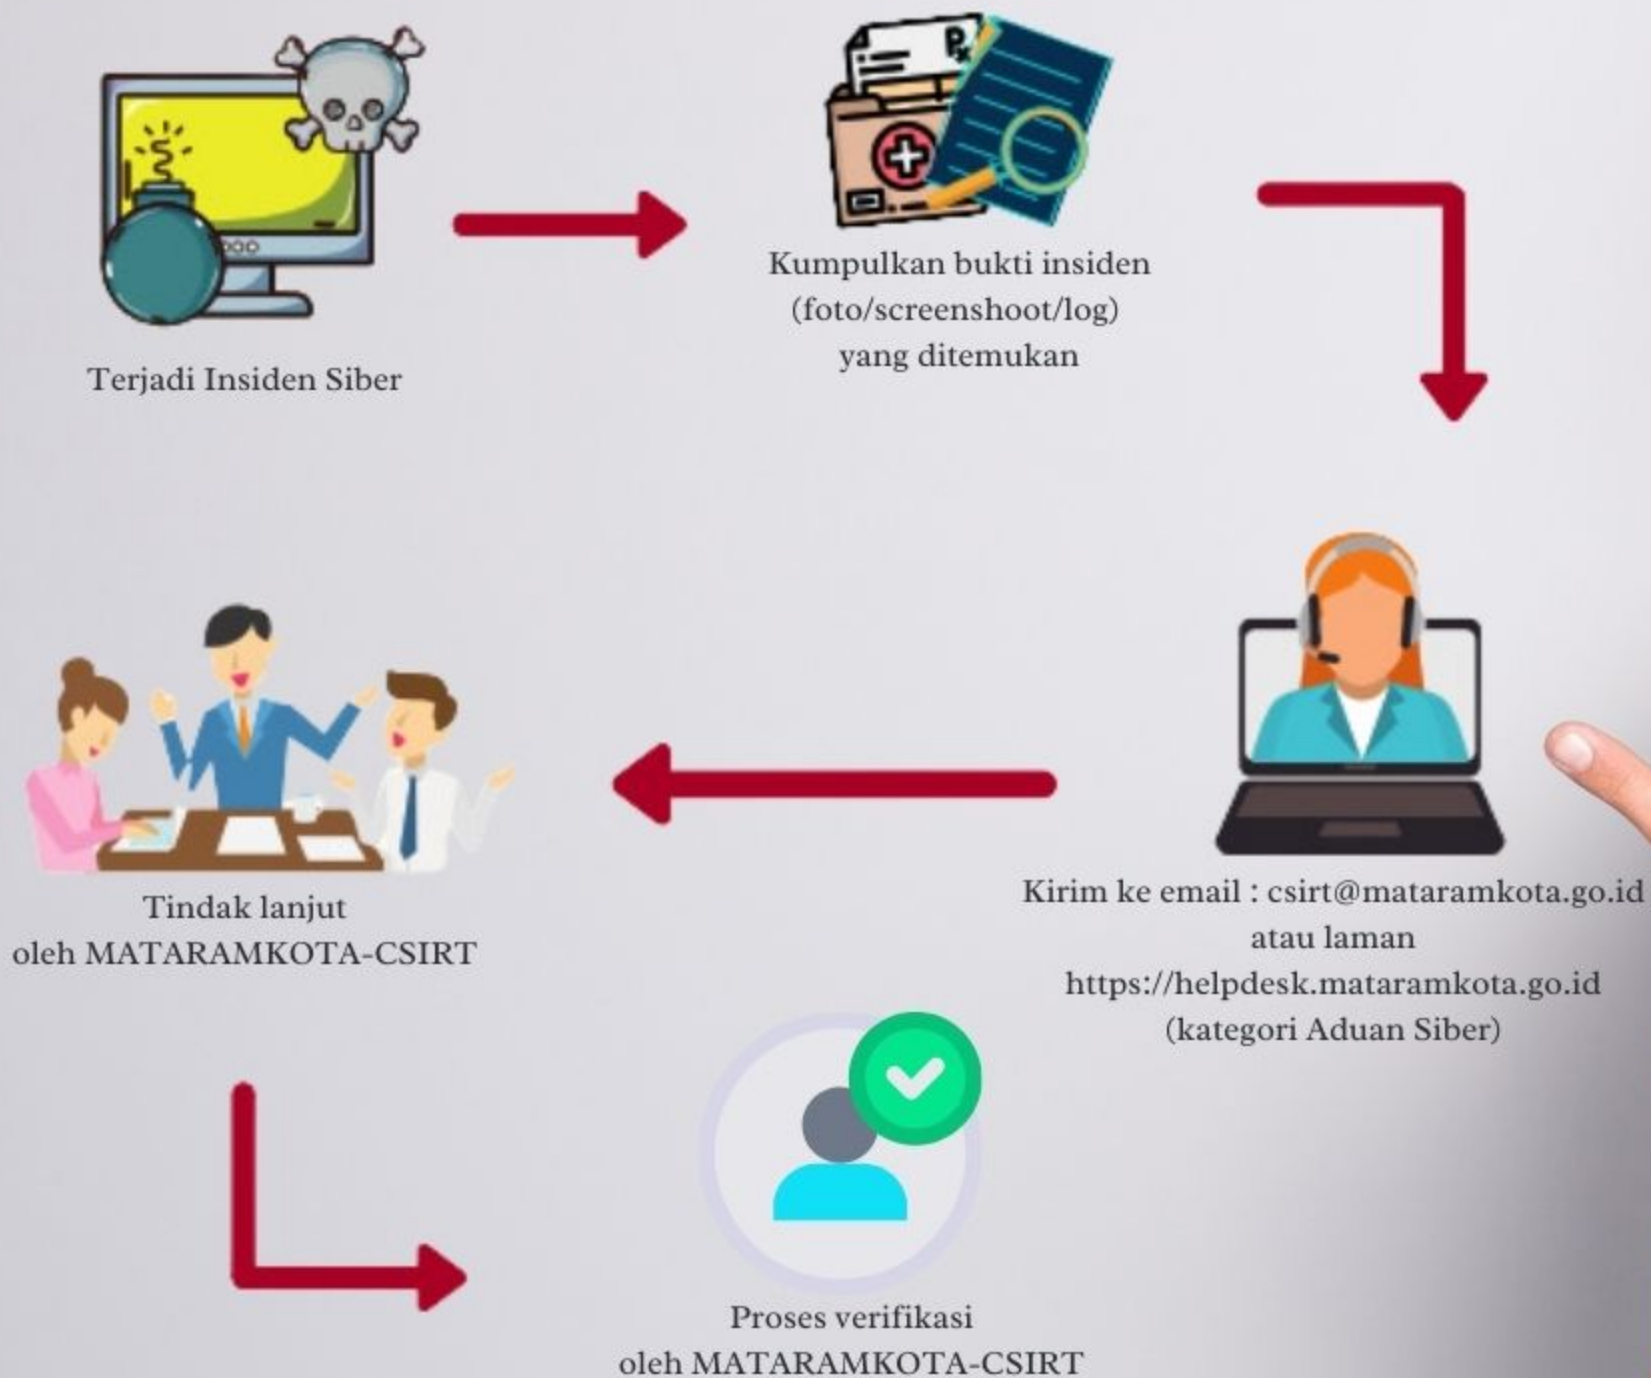 Terjadi Insiden Siber
Kumpulkan bukti insiden
(foto/screenshoot/log)
yang ditemukan
Kirim ke email : csirt@mataramkota.go.id
atau laman
https://helpdesk.mataramkota.go.id
(kategori Aduan Siber)
Tindak lanjut
oleh MATARAMKOTA-CSIRT
Proses verifikasi
oleh MATARAMKOTA-CSIRT